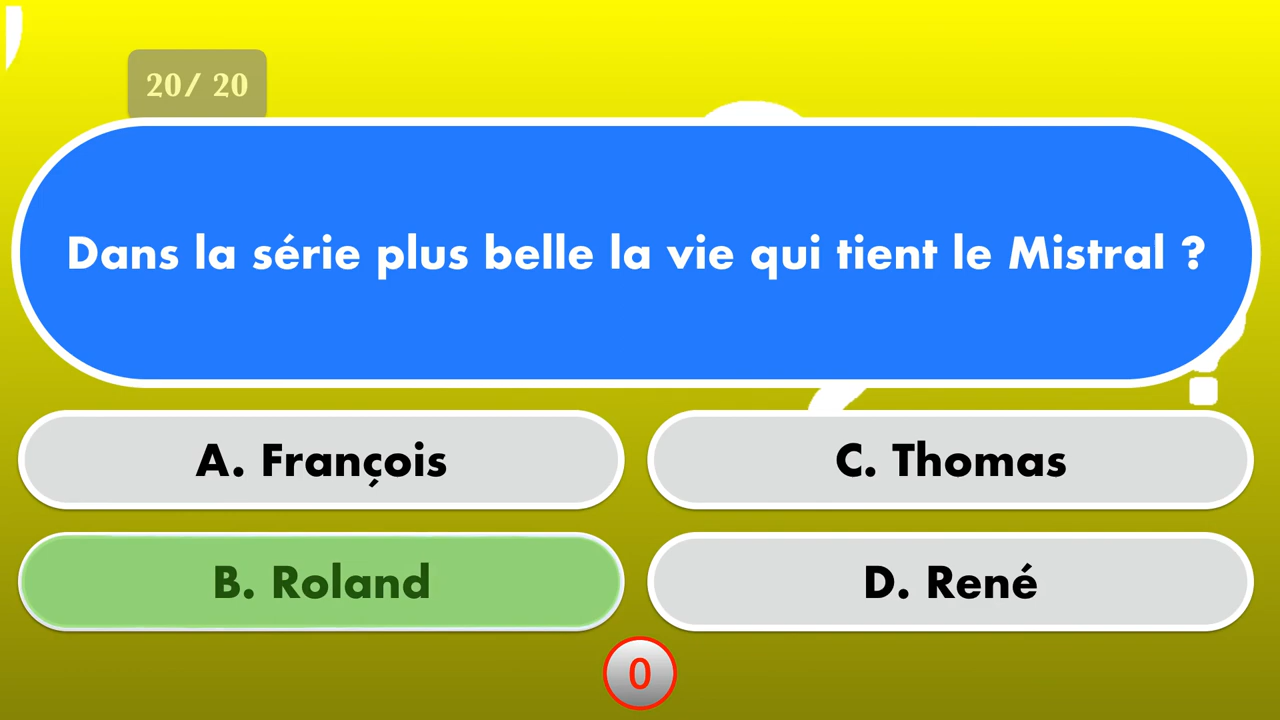 20/ 20
Dans la série plus belle la vie qui tient le Mistral ?
A. François
C. Thomas
B. Roland
D. René
0